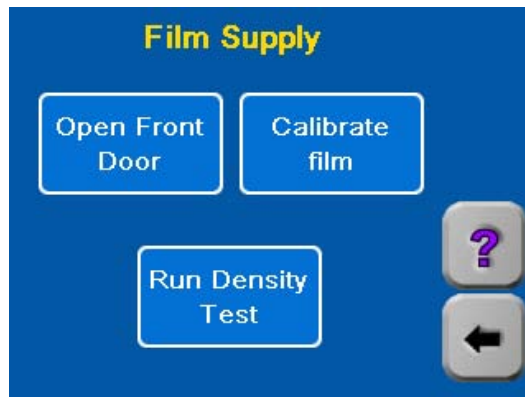 Film Supply
Open Front
Door
Calibrate
film
Run Density
Test
?